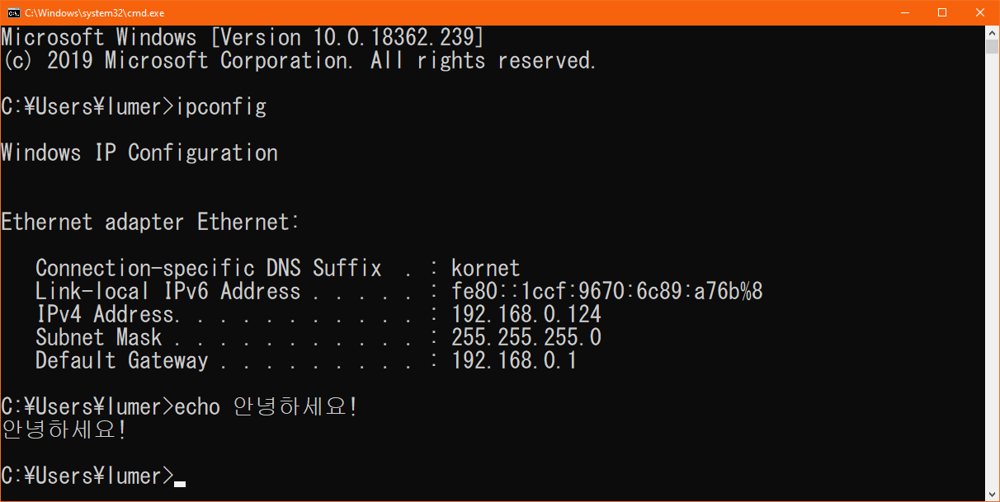 C:\Windows\system32\cmd.exe
Microsoft Windows [Version 10.0.18362.239]
(c) 2019 Microsoft Corporation. All rights reserved.
C:¥Users¥lumer>ipconfig
Windows IP Configuration
Ethernet adapter Ethernet:
Connection-specific DNS Suffix  . : kornet
Link-local IPv6 Address . . . . . : fe80::1ccf:9670:6c89:a76b%8
IPv4 Address. . . . . . . . . . . : 192.168.0.124
Subnet Mask . . . . . . . . . . . : 255.255.255.0
Default Gateway . . . . . . . . . : 192.168.0.1
C:¥Users¥lumer>echo 안녕하세요!
안녕하세요!
C:¥Users¥lumer>